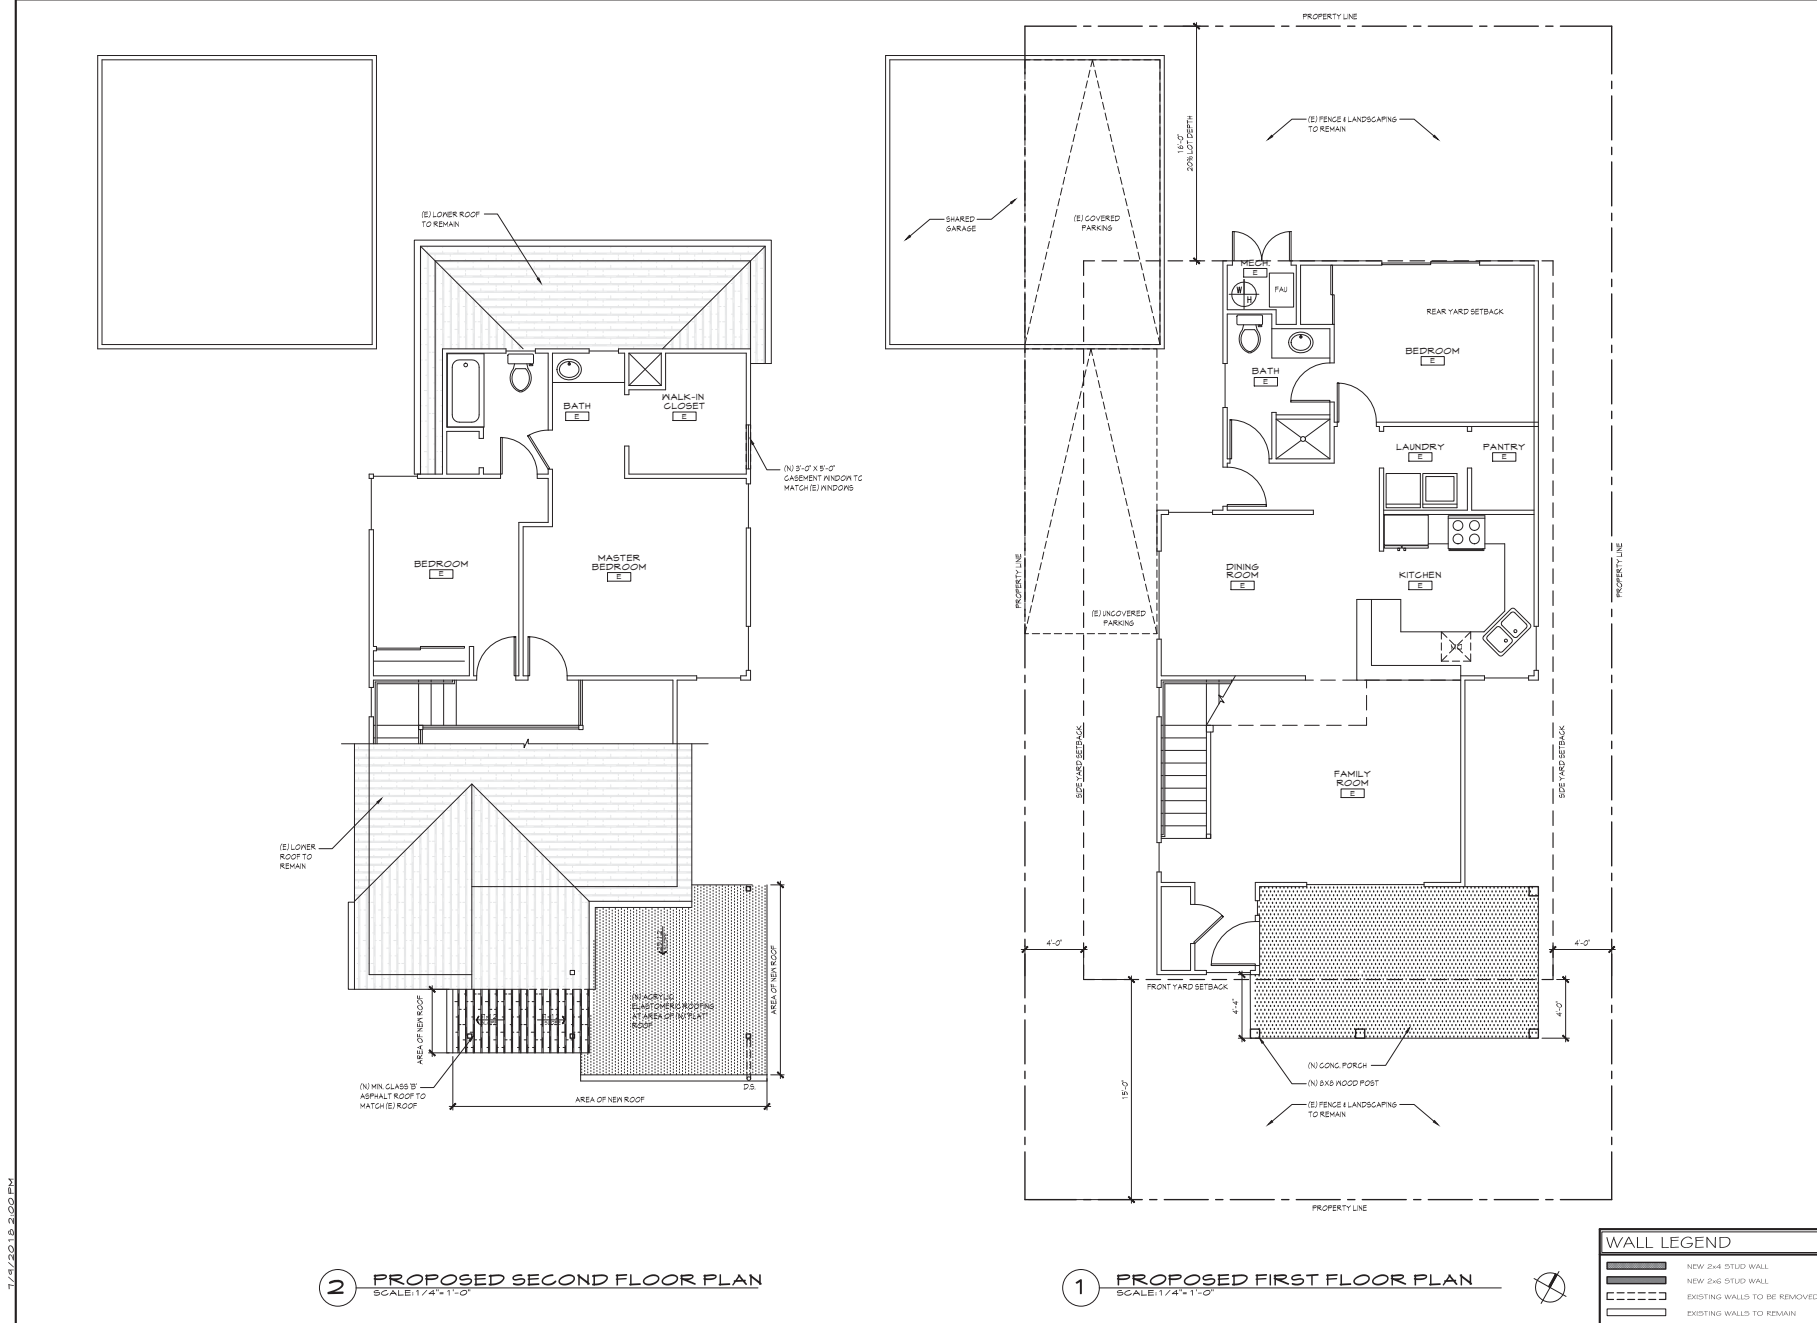 PROPERTY LINE
(E) FENCE & LANDSCAPING
TO REMAIN
16'-0"
20% LOT DEPTH
SHARED
GARAGE
(E) COVERED
PARKING
(E) LOWER ROOF
TO REMAIN
MECH.
E
W
H
FAU
REAR YARD SETBACK
BEDROOM
E
BATH
E
BATH
E
WALK-IN
CLOSET
E
LAUNDRY
E
PANTRY
E
(N) 3'-0" X 5'-0"
CASEMENT WINDOW TO
MATCH (E) WINDOWS
BEDROOM
E
MASTER
BEDROOM
E
PROPERTY LINE
DINING
ROOM
E
KITCHEN
E
PROPERTY LINE
(E) UNCOVERED
PARKING
SIDE YARD SETBACK
SIDE YARD SETBACK
FAMILY
ROOM
E
(E) LOWER
ROOF TO
REMAIN
4'-0"
4'-0"
FRONT YARD SETBACK
4'-4"
4'-0"
AREA OF NEW ROOF
(N) ACRYLIC
ELASTOMERIC ROOFING
AT AREA OF (N) "FLAT"
ROOF
AREA OF NEW ROOF
D.S.
(N) MIN. CLASS 'B'
ASPHALT ROOF TO
MATCH (E) ROOF
AREA OF NEW ROOF
(N) CONC. PORCH
(N) 8X8 WOOD POST
(E) FENCE & LANDSCAPING
TO REMAIN
15'-0"
PROPERTY LINE
7/9/2018 2:00 PM
2 PROPOSED SECOND FLOOR PLAN
SCALE: 1/4"= 1'-0"
1 PROPOSED FIRST FLOOR PLAN
SCALE: 1/4"= 1'-0"
WALL LEGEND
NEW 2x4 STUD WALL
NEW 2x6 STUD WALL
EXISTING WALLS TO BE REMOVED
EXISTING WALLS TO REMAIN